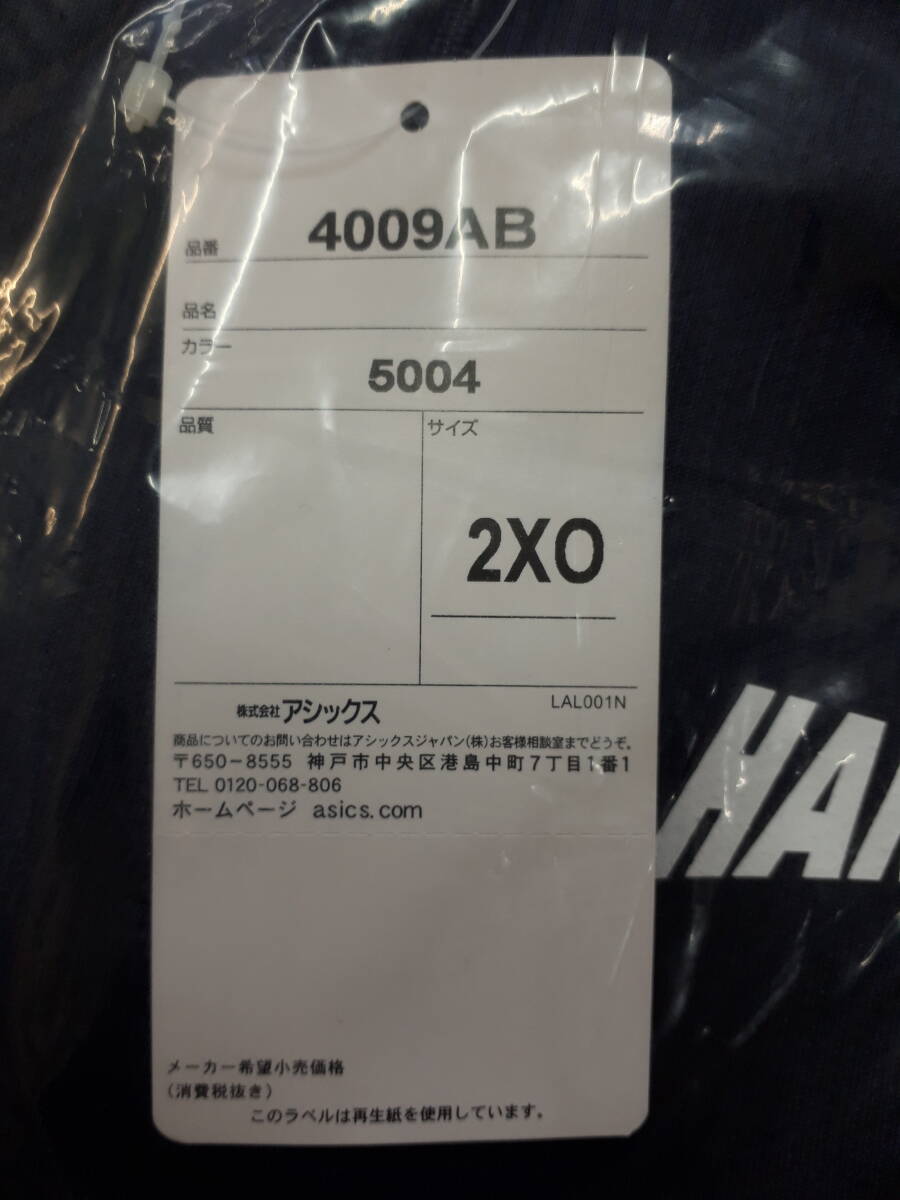 品番 4009AB
品名
カラー
5004
品質
サイズ
2XO
株式会社アシックス
LAL001N
商品についてのお問い合わせはアシックスジャパン(株)お客様相談室までどうぞ。
〒650-8555 神戸市中央区港島中町7丁目1番1
TEL 0120-068-806
ホームページ asics.com
HA
メーカー希望小売価格
(消費税抜き)
このラベルは再生紙を使用しています。